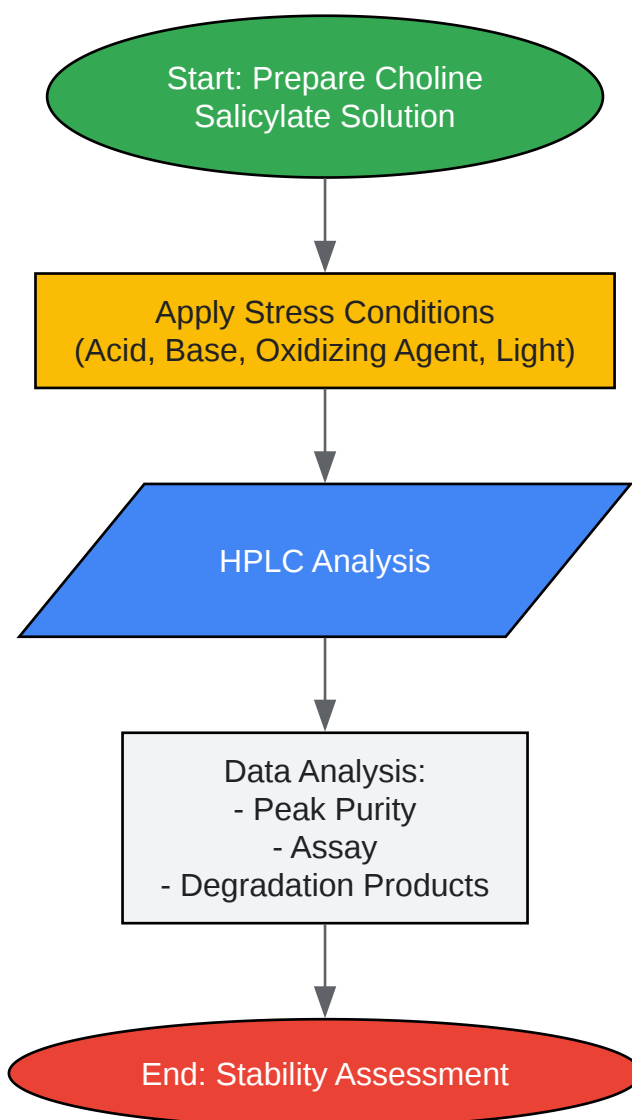 Start: Prepare Choline
Salicylate Solution
Apply Stress Conditions
(Acid, Base, Oxidizing Agent, Light)
HPLC Analysis
Data Analysis:
- Peak Purity
- Assay
- Degradation Products
End: Stability Assessment